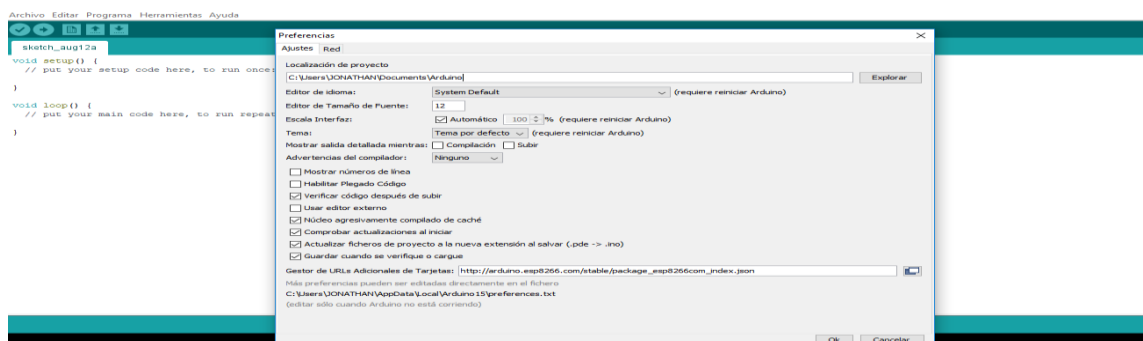 Archivo Editar Programa Herramientas Ayuda
sketch_aug12a
void setup() {
// put your setup code here, to run once:
}
void loop() {
// put your main code here, to run repeat
}
Preferencias
Ajustes Red
Localización de proyecto
C:\Users\JONATHAN\Documents\Arduino Explorar
Editor de idioma: System Default (requiere reiniciar Arduino)
Editor de Tamaño de Fuente: 12
Escala Interfaz: Automático 100 % (requiere reiniciar Arduino)
Tema: Tema por defecto (requiere reiniciar Arduino)
Mostrar salida detallada mientras: Compilación Subir
Advertencias del compilador: Ninguno
Mostrar números de línea
Habilitar Plegado Código
Verificar código después de subir
Usar editor externo
Núcleo agresivamente compilado de caché
Comprobar actualizaciones al iniciar
Actualizar ficheros de proyecto a la nueva extensión al salvar (.pde -> .ino)
Guardar cuando se verifique o cargue
Gestor de URLs Adicionales de Tarjetas: http://arduino.esp8266.com/stable/package_esp8266com_index.json
Más preferencias pueden ser editadas directamente en el fichero
C:\Users\JONATHAN\AppData\Local\Arduino15\preferences.txt
(editar sólo cuando Arduino no está corriendo)
Ok Cancelar